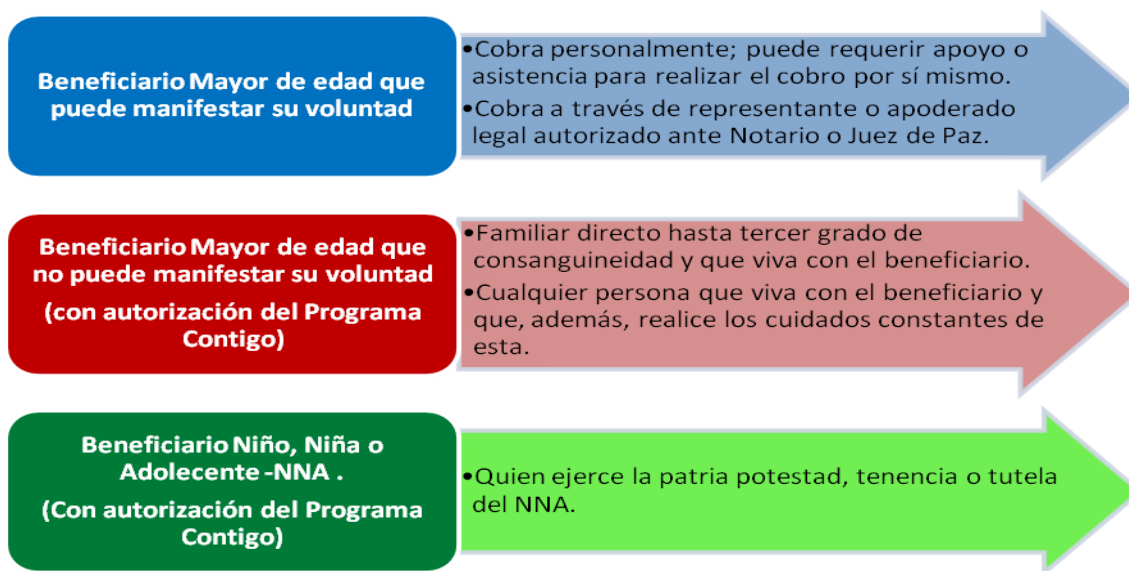 Beneficiario Mayor de edad que
puede manifestar su voluntad
•Cobra personalmente; puede requerir apoyo o
asistencia para realizar el cobro por sí mismo.
•Cobra a través de representante o apoderado
legal autorizado ante Notario o Juez de Paz.
Beneficiario Mayor de edad que
no puede manifestar su voluntad
(con autorización del Programa
Contigo)
•Familiar directo hasta tercer grado de
consanguineidad y que viva con el beneficiario.
•Cualquier persona que viva con el beneficiario y
que, además, realice los cuidados constantes de
esta.
Beneficiario Niño, Niña o
Adolecente -NNA .
(Con autorización del Programa
Contigo)
•Quien ejerce la patria potestad, tenencia o tutela
del NNA.